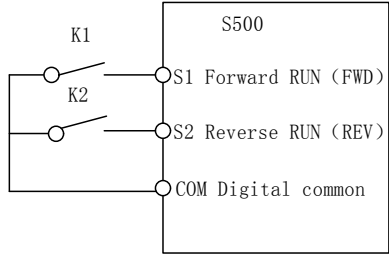 S500
K1
S1 Forward RUN（FWD）
K2
S2 Reverse RUN（REV）
COM Digital common